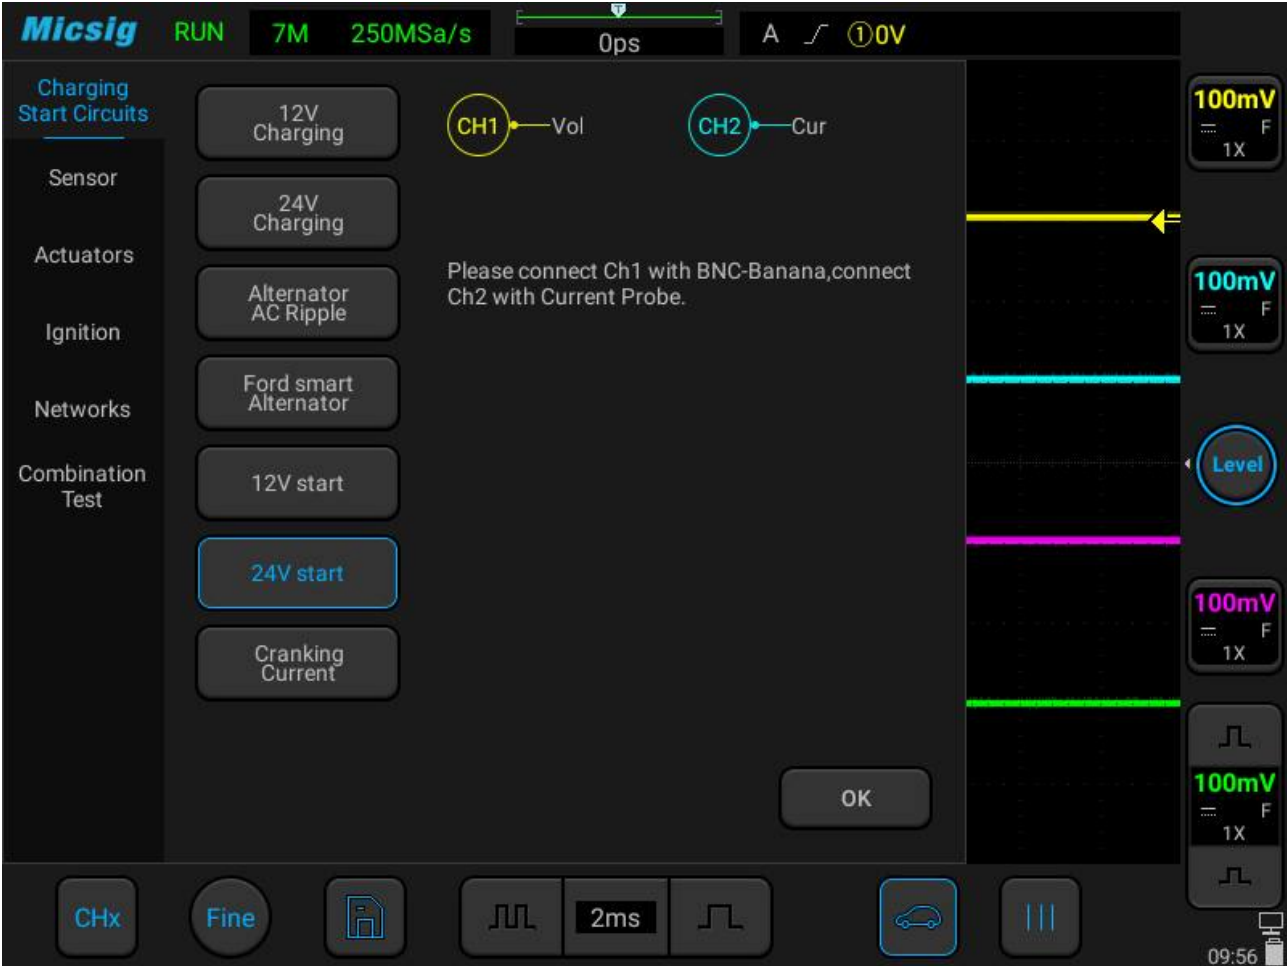 Micsig
RUN
7M 250MSa/s
T
0ps
A ①0V
Charging
Start Circuits
Sensor
Actuators
Ignition
Networks
Combination
Test
12V
Charging
24V
Charging
Alternator
AC Ripple
Ford smart
Alternator
12V start
24V start
Cranking
Current
CH1 Vol
CH2 Cur
Please connect Ch1 with BNC-Banana,connect
Ch2 with Current Probe.
OK
100mV
F
1X
100mV
F
1X
Level
100mV
F
1X
100mV
F
1X
CHx
Fine
2ms
09:56